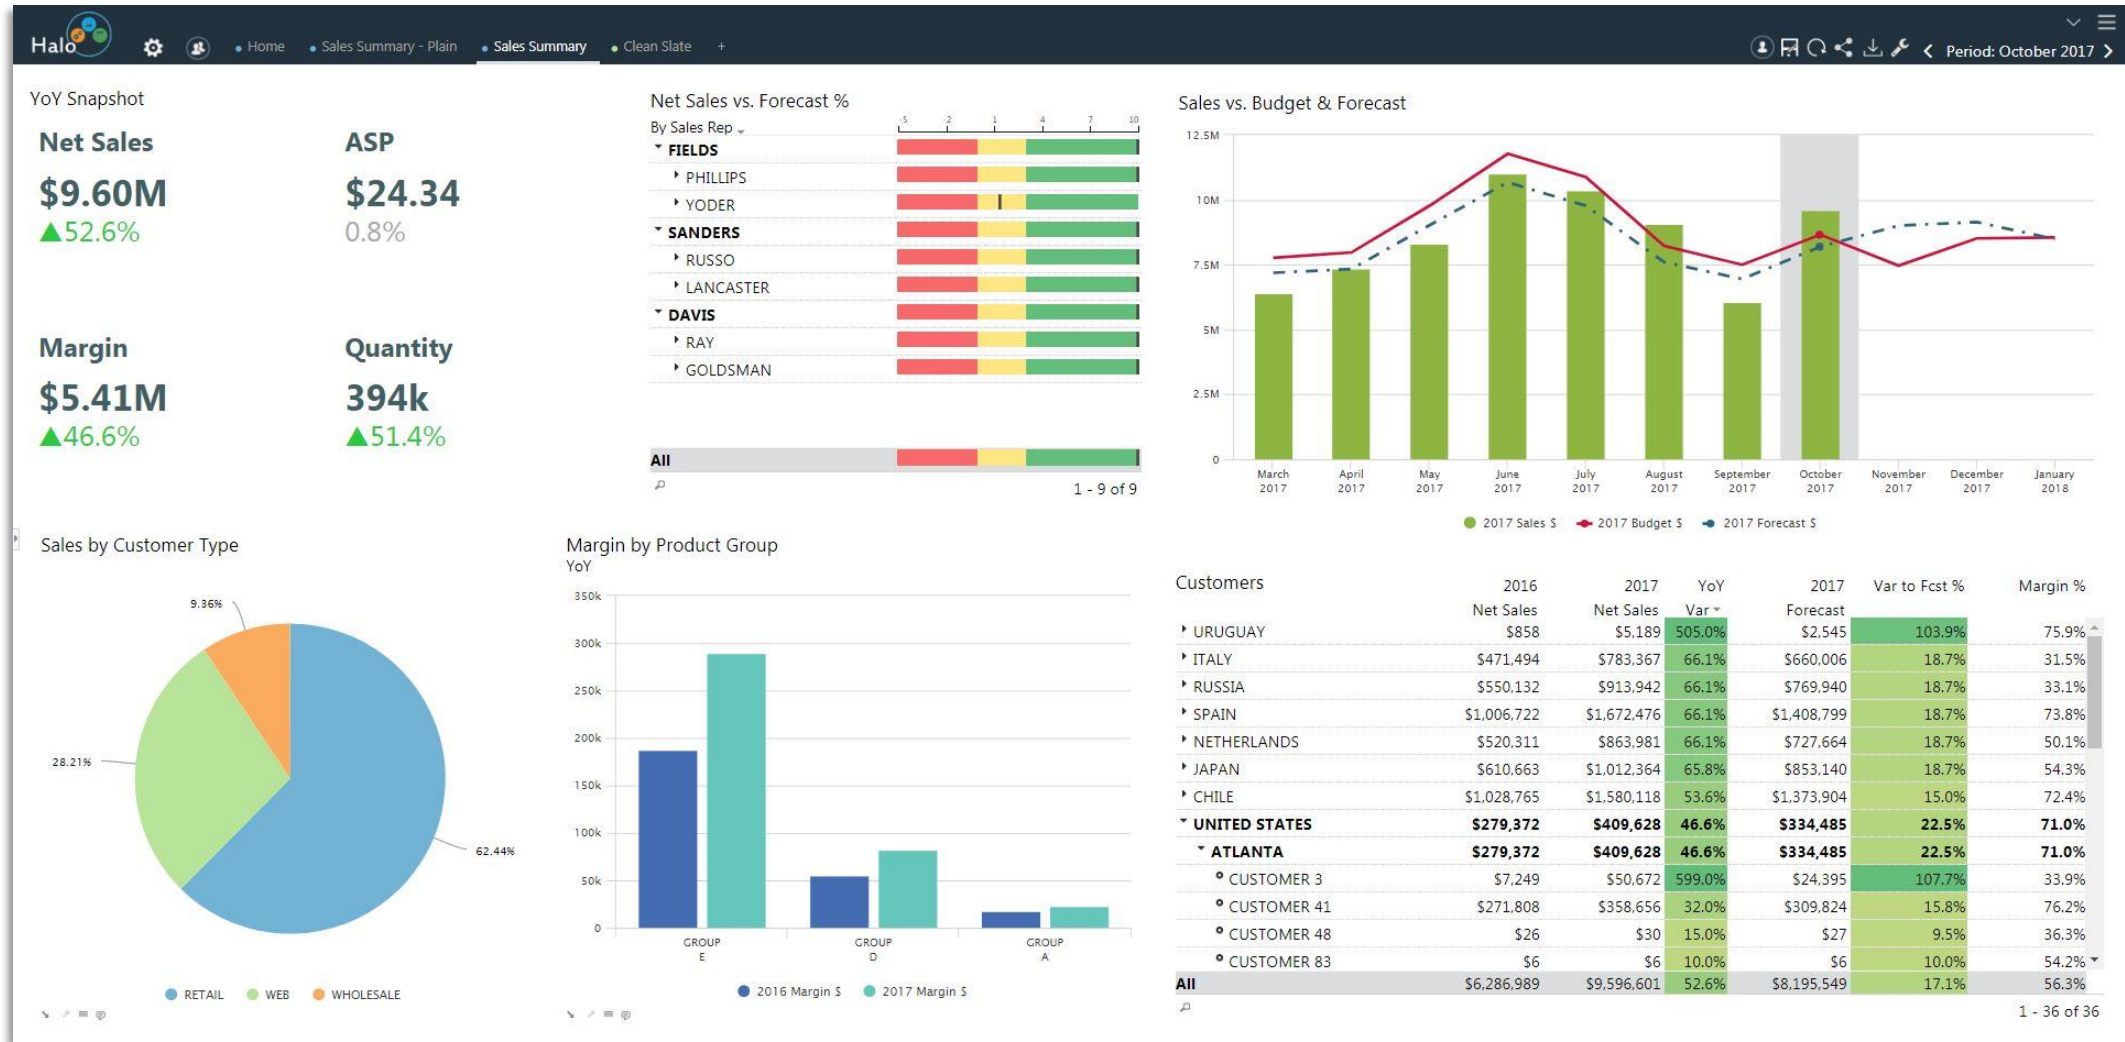 Halo
Home
Sales Summary - Plain
Sales Summary
Clean Slate
+
Period: October 2017
YoY Snapshot
Net Sales
$9.60M
▲52.6%
ASP
$24.34
0.8%
Margin
$5.41M
▲46.6%
Quantity
394k
▲51.4%
Net Sales vs. Forecast %
By Sales Rep
-5 -2 1 4 7 10
FIELDS
PHILLIPS
YODER
SANDERS
RUSSO
LANCASTER
DAVIS
RAY
GOLDSMAN
All
1 - 9 of 9
Sales vs. Budget & Forecast
12.5M
10M
7.5M
5M
2.5M
0
March April May June July August September October November December January
2017 2017 2017 2017 2017 2017 2017 2017 2017 2017 2018
2017 Sales $ 2017 Budget $ 2017 Forecast $
Sales by Customer Type
9.36%
28.21%
62.44%
RETAIL WEB WHOLESALE
Margin by Product Group
YoY
350k
300k
250k
200k
150k
100k
50k
0
GROUP GROUP GROUP
E D A
2016 Margin $ 2017 Margin $
Customers 2016 2017 YoY 2017 Var to Fcst % Margin %
Net Sales Net Sales Var Forecast
URUGUAY $858 $5,189 505.0% $2,545 103.9% 75.9%
ITALY $471,494 $783,367 66.1% $660,006 18.7% 31.5%
RUSSIA $550,132 $913,942 66.1% $769,940 18.7% 33.1%
SPAIN $1,006,722 $1,672,476 66.1% $1,408,799 18.7% 73.8%
NETHERLANDS $520,311 $863,981 66.1% $727,664 18.7% 50.1%
JAPAN $610,663 $1,012,364 65.8% $853,140 18.7% 54.3%
CHILE $1,028,765 $1,580,118 53.6% $1,373,904 15.0% 72.4%
UNITED STATES $279,372 $409,628 46.6% $334,485 22.5% 71.0%
ATLANTA $279,372 $409,628 46.6% $334,485 22.5% 71.0%
CUSTOMER 3 $7,249 $50,672 599.0% $24,395 107.7% 33.9%
CUSTOMER 41 $271,808 $358,656 32.0% $309,824 15.8% 76.2%
CUSTOMER 48 $26 $30 15.0% $27 9.5% 36.3%
CUSTOMER 83 $6 $6 10.0% $6 10.0% 54.2%
All $6,286,989 $9,596,601 52.6% $8,195,549 17.1% 56.3%
1 - 36 of 36